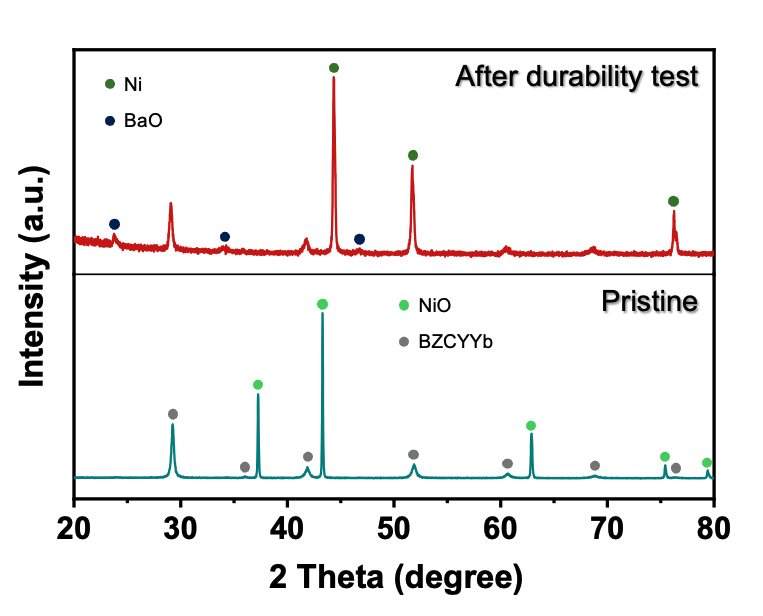 After durability test
Ni
BaO
Pristine
NiO
BZCYYb
Intensity (a.u.)
20 30 40 50 60 70 80
2 Theta (degree)